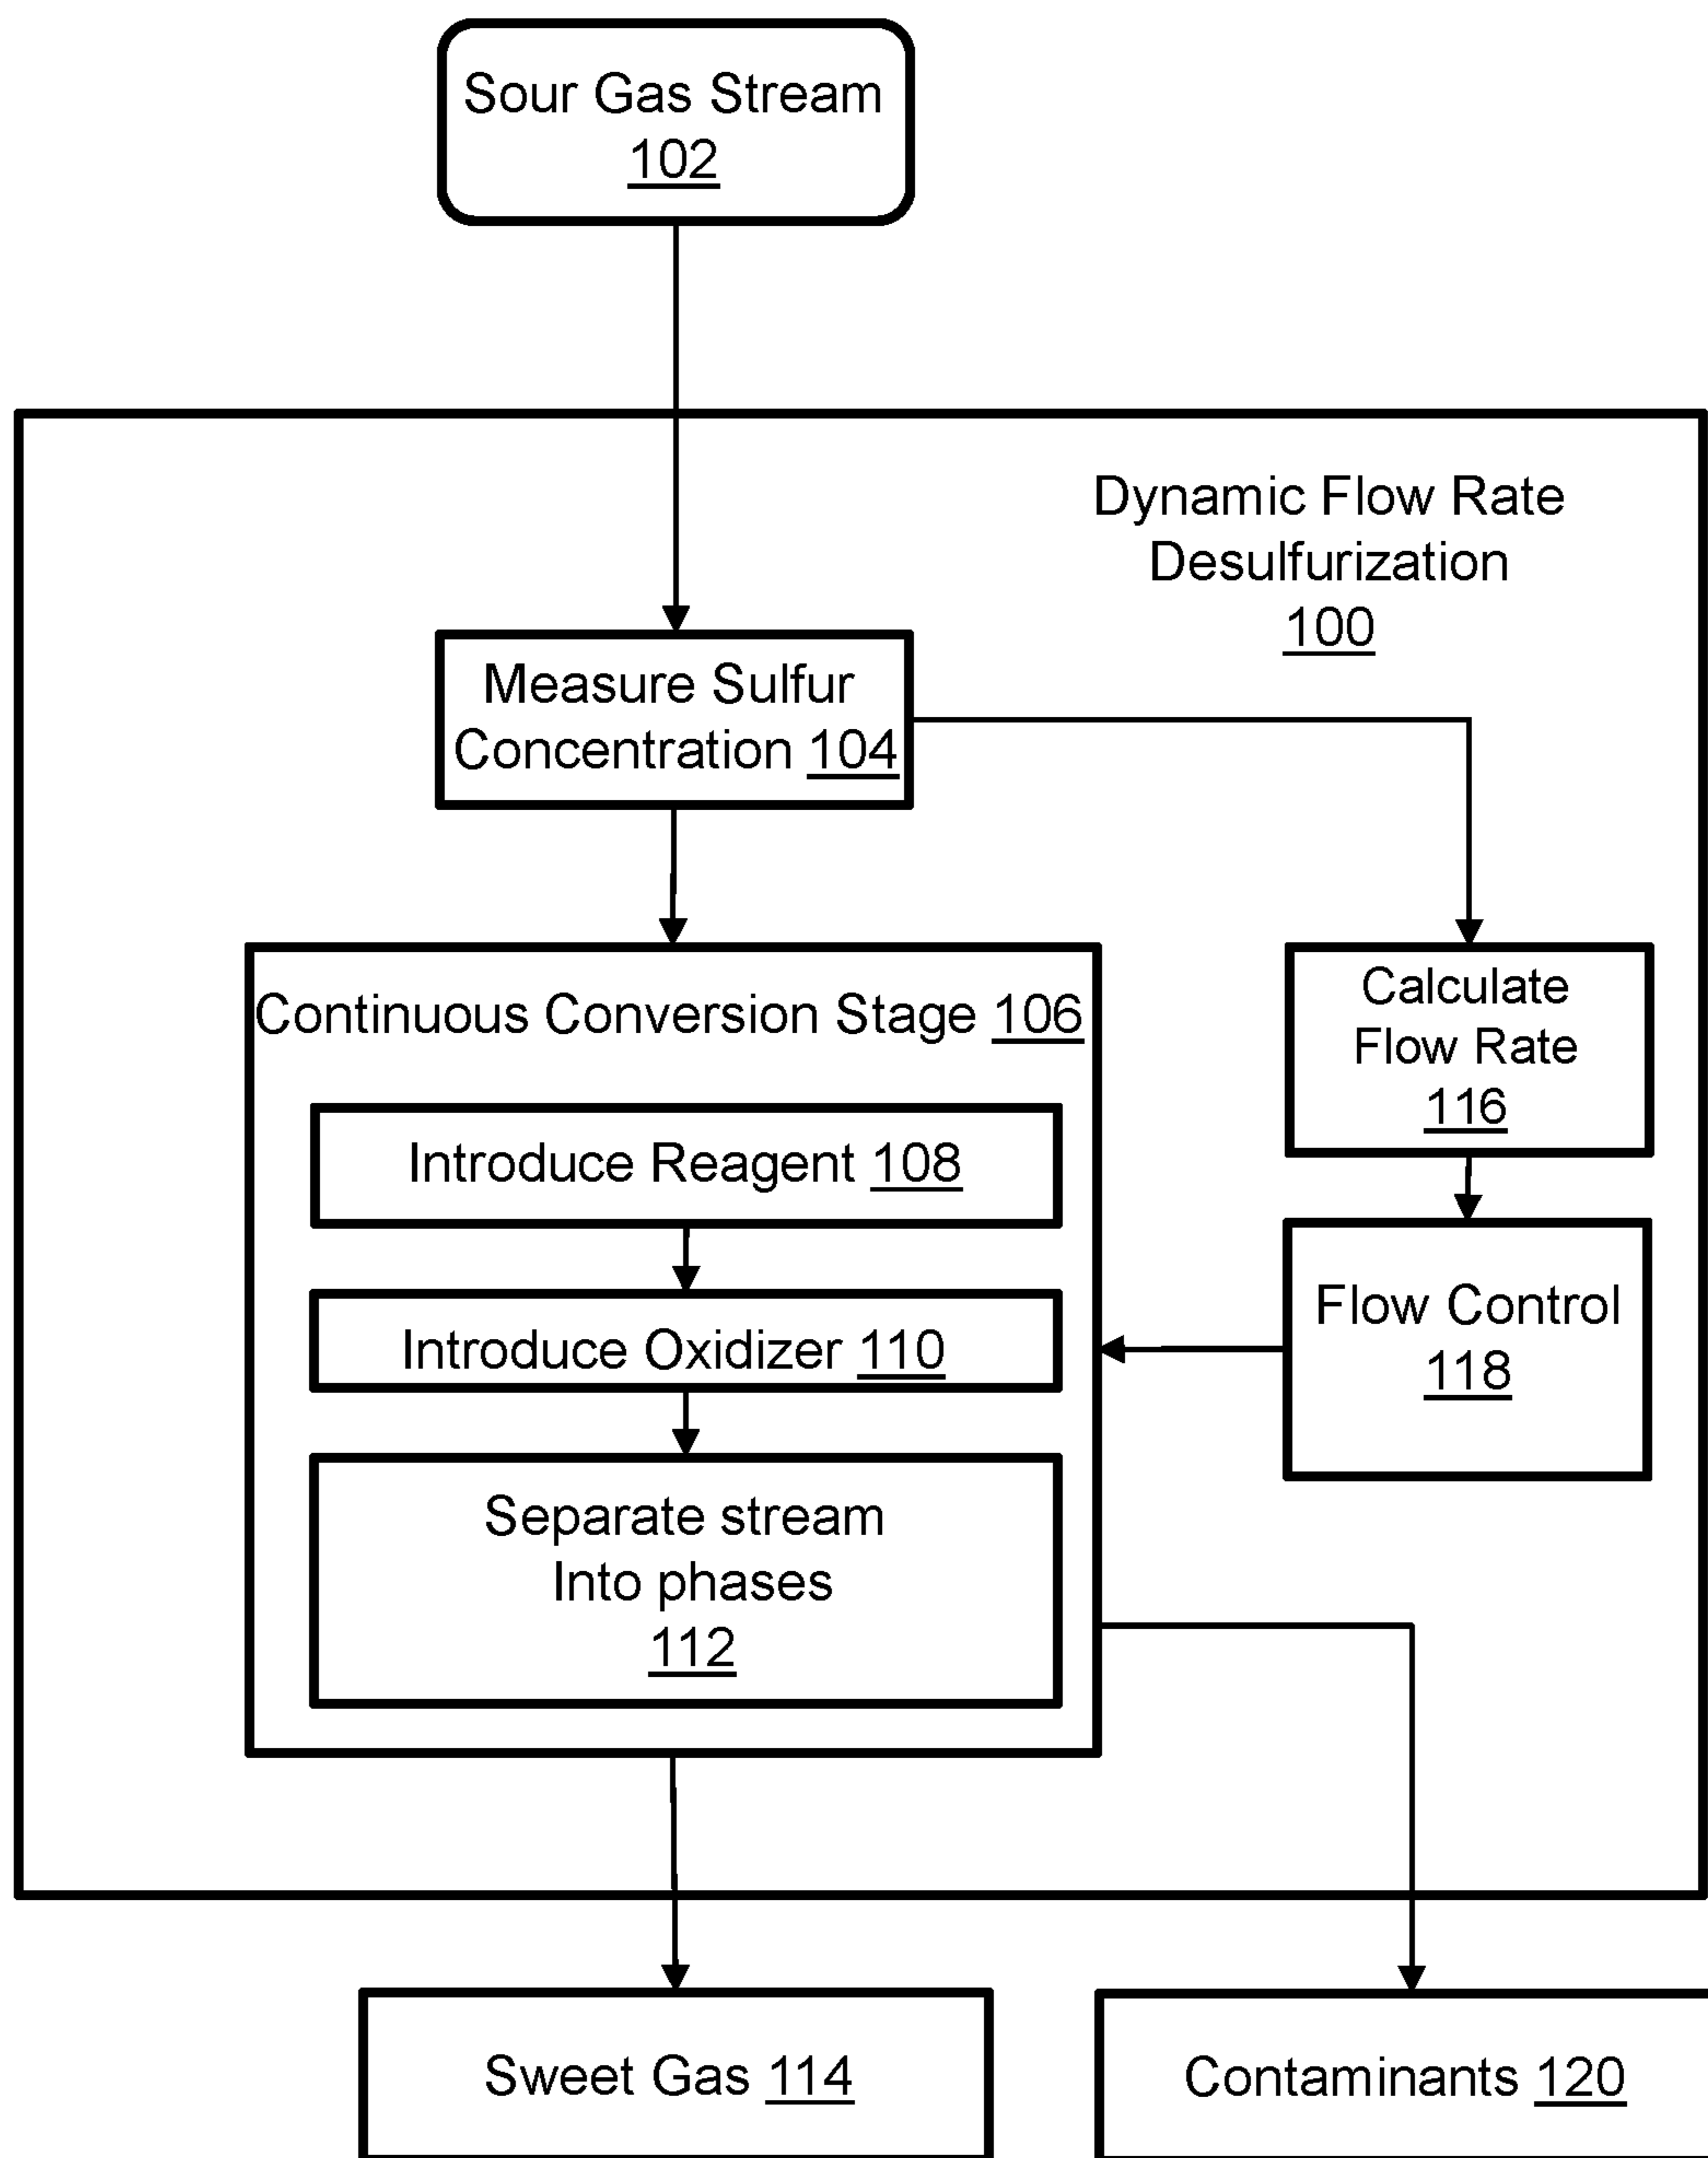 Sour Gas Stream
102
Dynamic Flow Rate
Desulfurization
100
Measure Sulfur
Concentration 104
Continuous Conversion Stage 106
Introduce Reagent 108
Introduce Oxidizer 110
Separate stream
Into phases
112
Calculate
Flow Rate
116
Flow Control
118
Sweet Gas 114
Contaminants 120